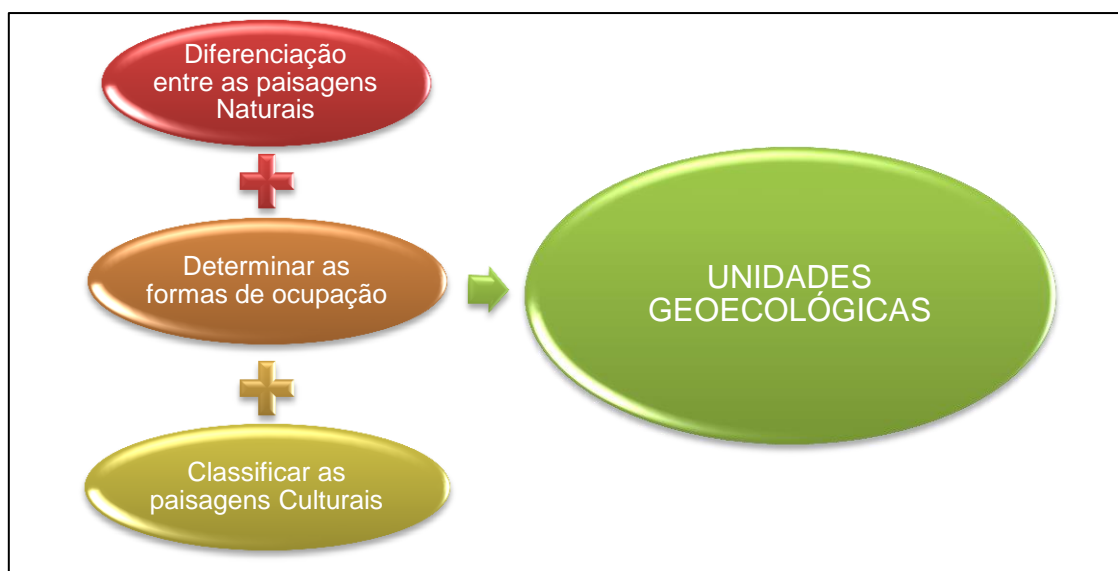 Diferenciação
entre as paisagens
Naturais
Determinar as
formas de ocupação
Classificar as
paisagens Culturais
UNIDADES
GEOECOLÓGICAS